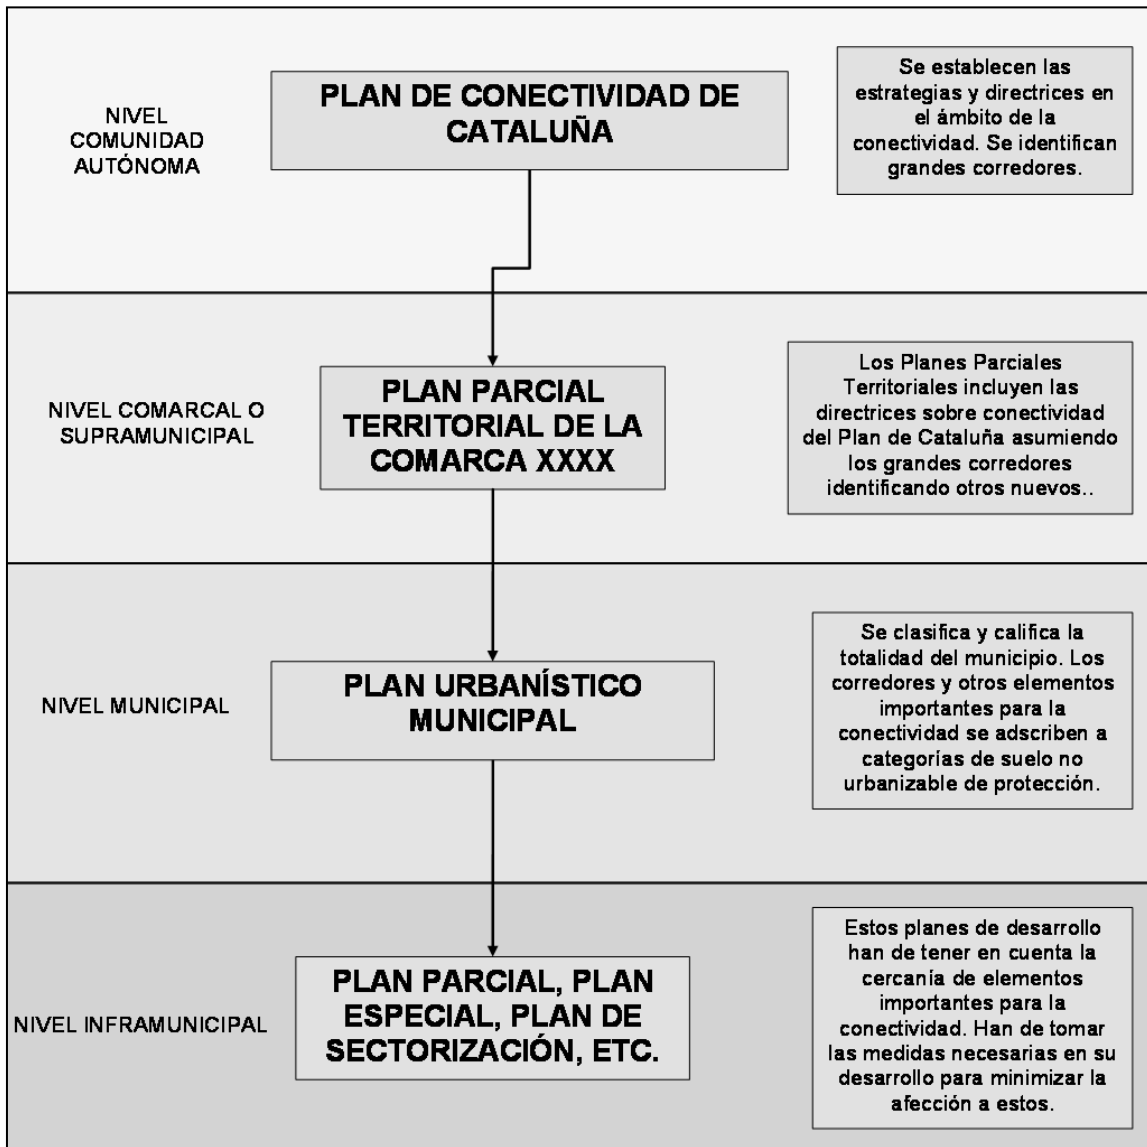 NIVEL
COMUNIDAD
AUTÓNOMA
PLAN DE CONECTIVIDAD DE
CATALUÑA
Se establecen las
estrategias y directrices en
el ámbito de la
conectividad. Se identifican
grandes corredores.
NIVEL COMARCAL O
SUPRAMUNICIPAL
PLAN PARCIAL
TERRITORIAL DE LA
COMARCA XXXX
Los Planes Parciales
Territoriales incluyen las
directrices sobre conectividad
del Plan de Cataluña asumiendo
los grandes corredores
identificando otros nuevos..
NIVEL MUNICIPAL
PLAN URBANÍSTICO
MUNICIPAL
Se clasifica y califica la
totalidad del municipio. Los
corredores y otros elementos
importantes para la
conectividad se adscriben a
categorías de suelo no
urbanizable de protección.
NIVEL INFRAMUNICIPAL
PLAN PARCIAL, PLAN
ESPECIAL, PLAN DE
SECTORIZACIÓN, ETC.
Estos planes de desarrollo
han de tener en cuenta la
cercanía de elementos
importantes para la
conectividad. Han de tomar
las medidas necesarias en su
desarrollo para minimizar la
afección a estos.